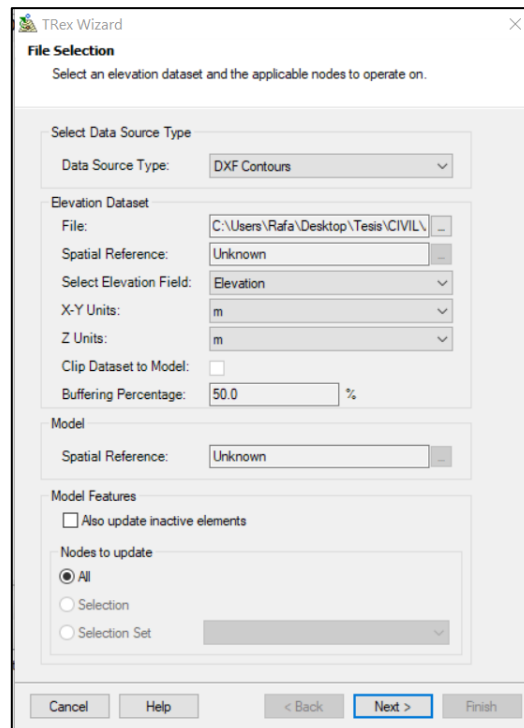 TRex Wizard
File Selection
Select an elevation dataset and the applicable nodes to operate on.
Select Data Source Type
Data Source Type: DXF Contours
Elevation Dataset
File: C:\Users\Rafa\Desktop\Tesis\CIVIL\ ...
Spatial Reference: Unknown ...
Select Elevation Field: Elevation
X-Y Units: m
Z Units: m
Clip Dataset to Model:
Buffering Percentage: 50.0 %
Model
Spatial Reference: Unknown ...
Model Features
Also update inactive elements
Nodes to update
All
Selection
Selection Set
Cancel Help < Back Next > Finish